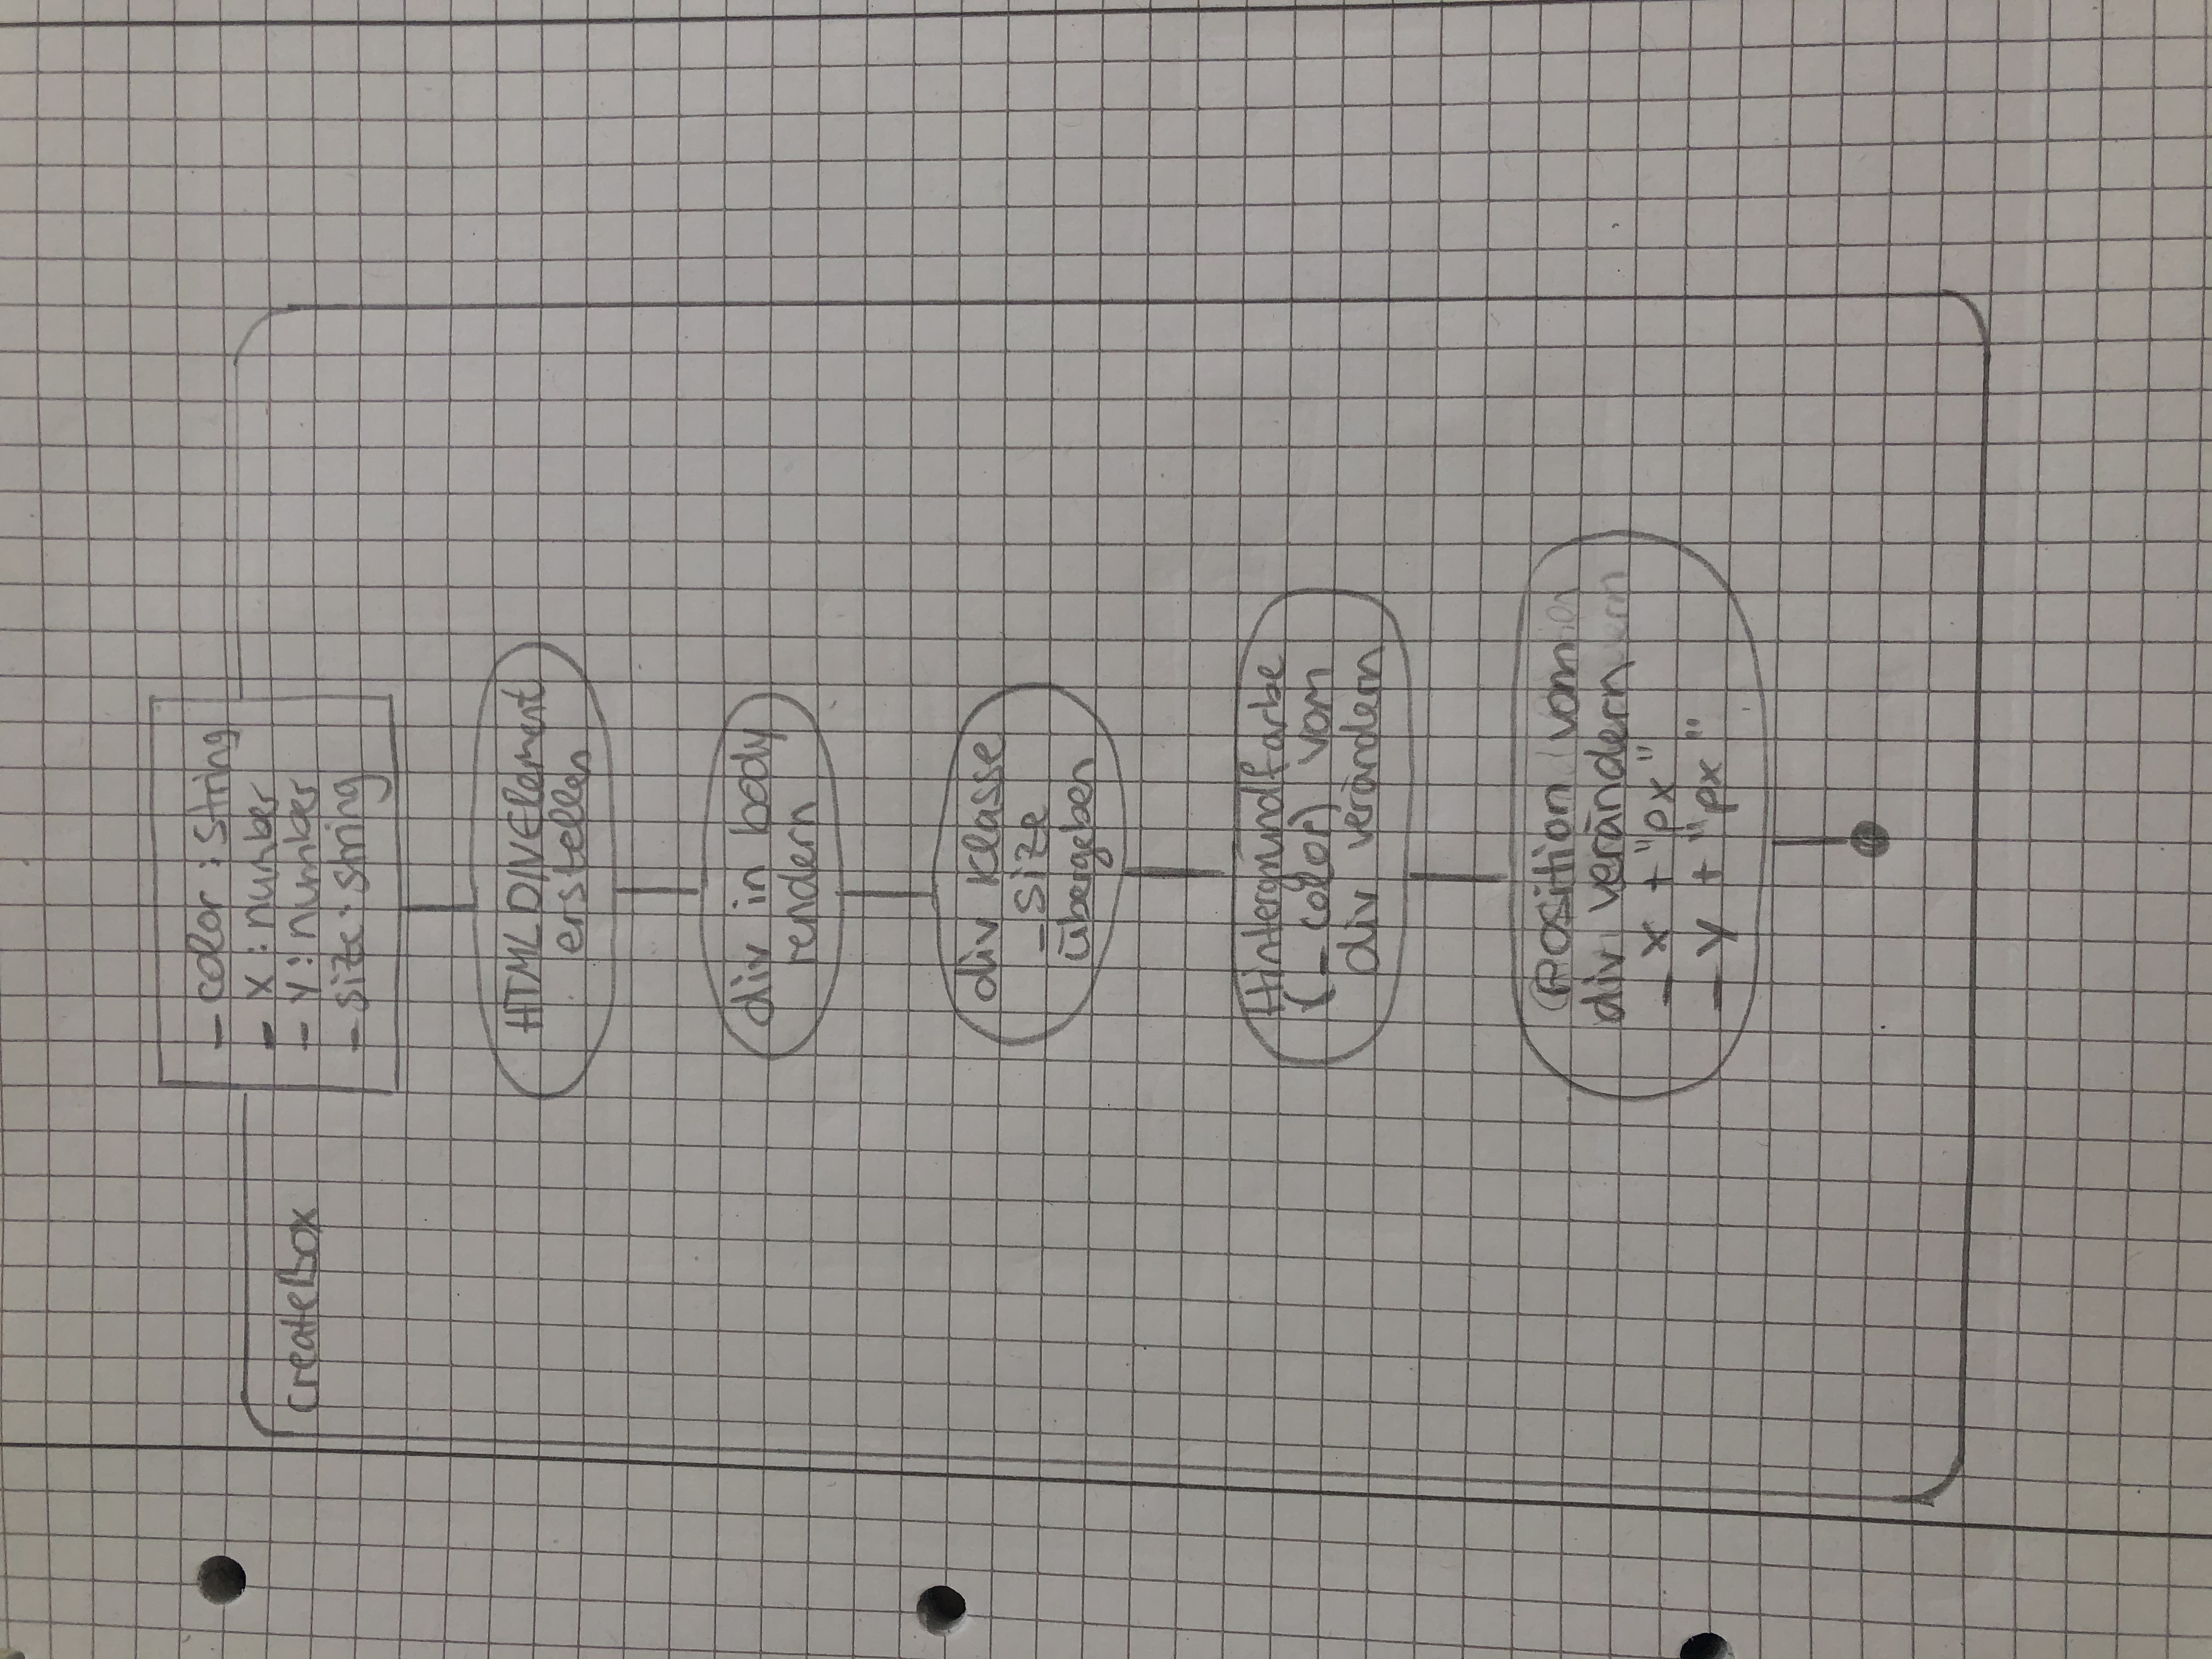 createBox
_color : string
_x : number
_y : number
_size : string
HTMLDIVElement
erstellen
div in body
rendern
div Klasse
_size
übergeben
Hintergrundfarbe
(_color) vom
div verändern
Position vom
div verändern
_x + "px"
_y + "px"